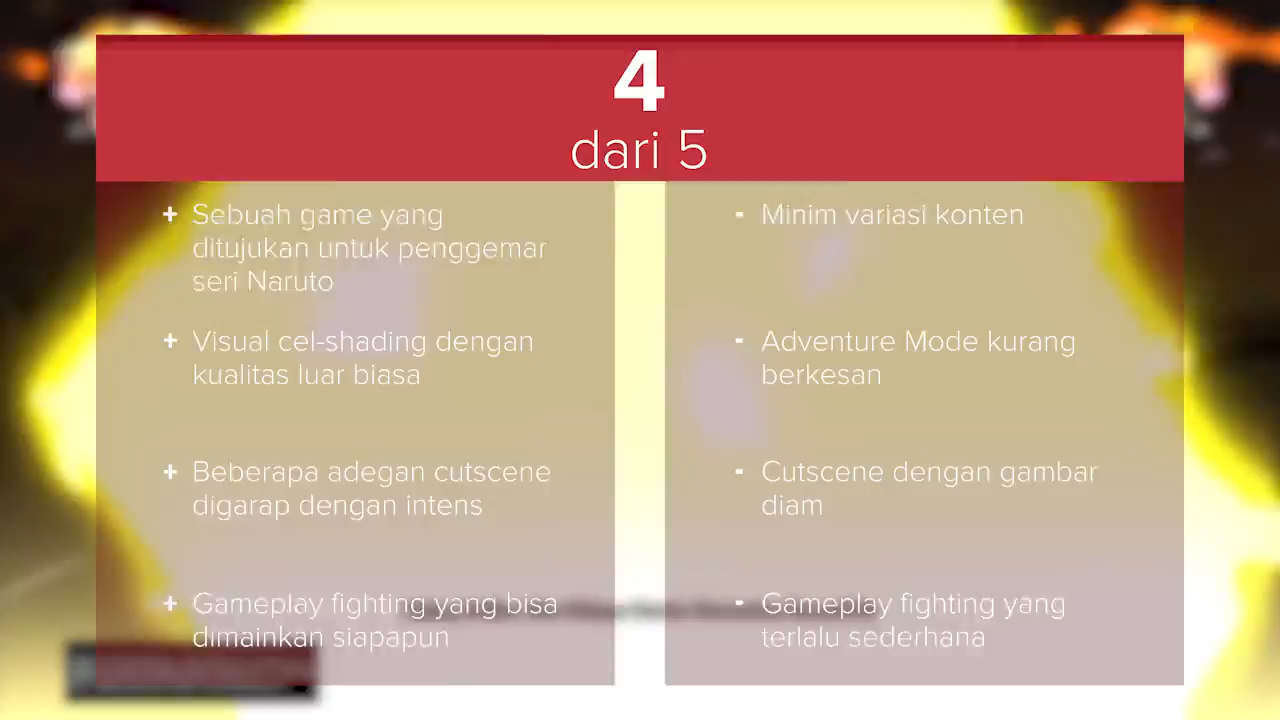 4
dari 5
+ Sebuah game yang
ditujukan untuk penggemar
seri Naruto
+ Visual cel-shading dengan
kualitas luar biasa
+ Beberapa adegan cutscene
digarap dengan intens
+ Gameplay fighting yang bisa
dimainkan siapapun
- Minim variasi konten
- Adventure Mode kurang
berkesan
- Cutscene dengan gambar
diam
- Gameplay fighting yang
terlalu sederhana